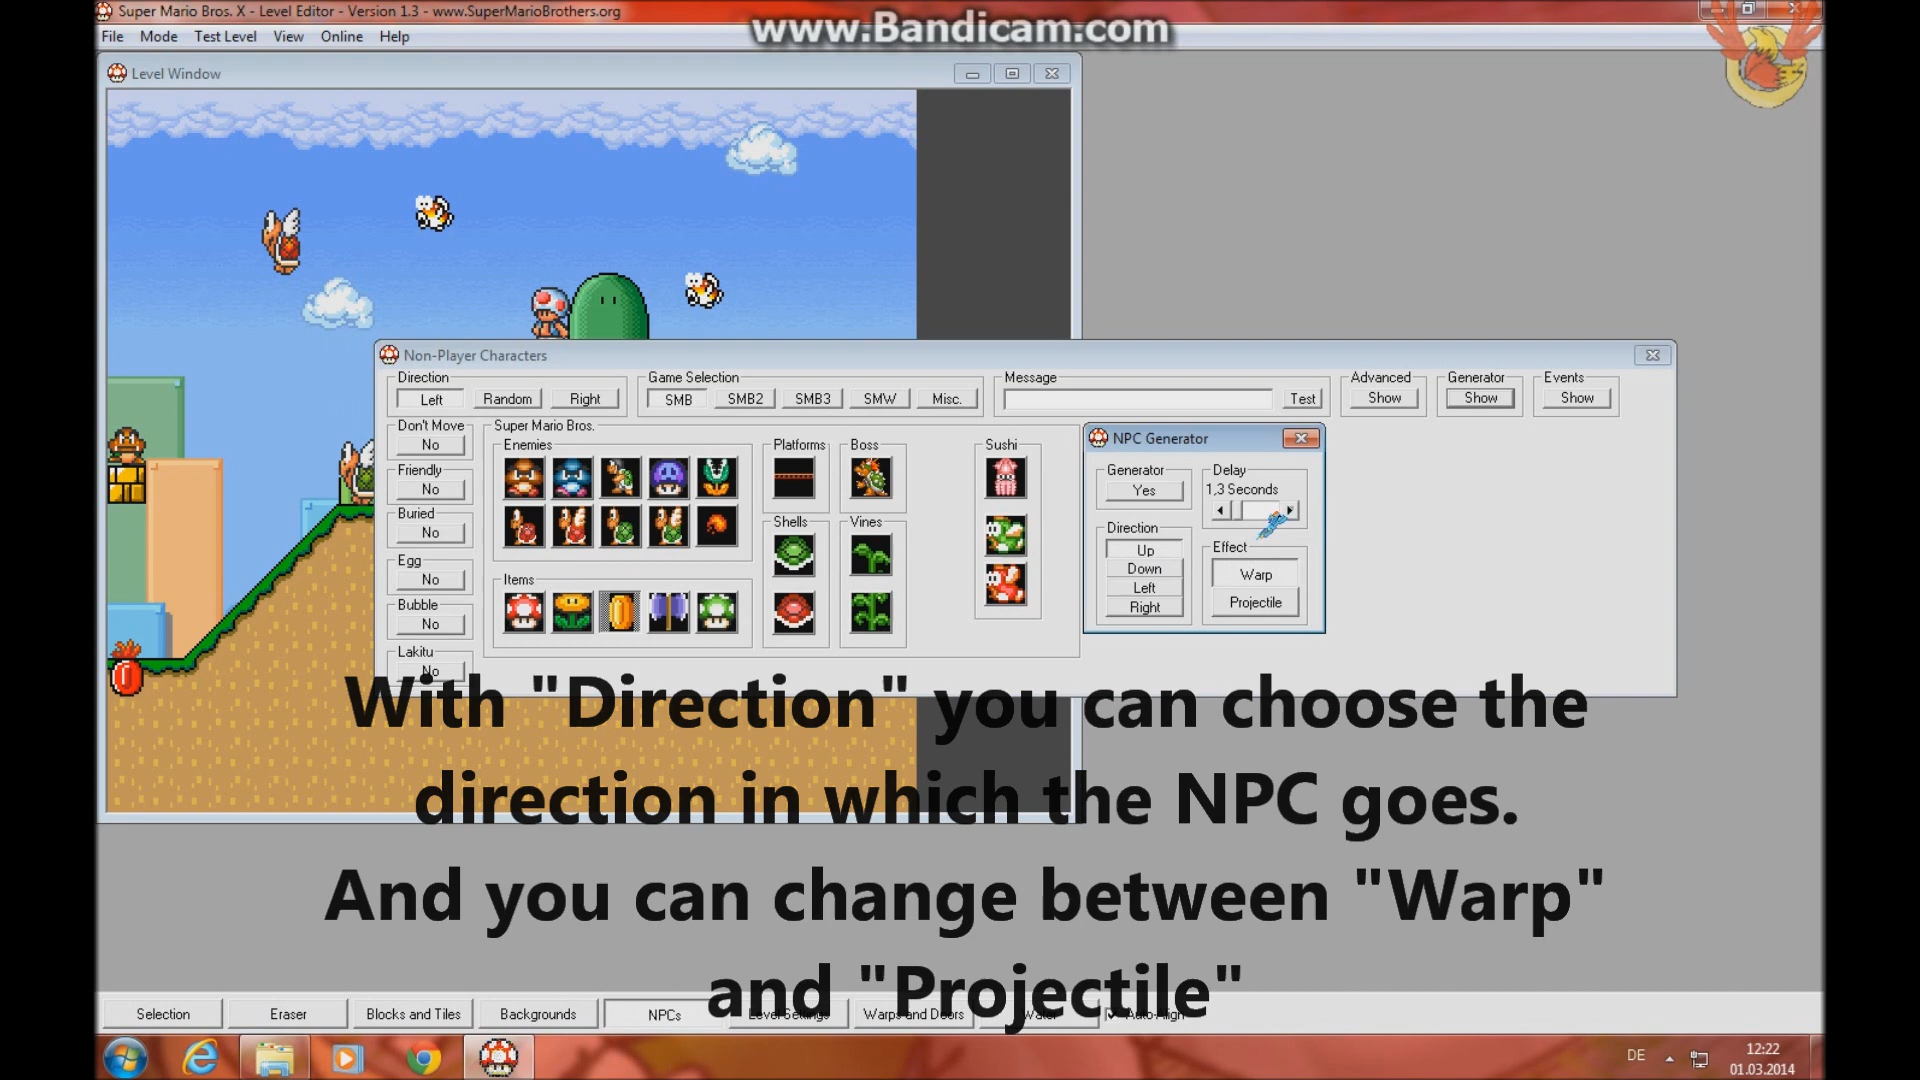 Super Mario Bros. X - Level Editor - Version 1.3 - www.SuperMarioBrothers.org
www.Bandicam.com
File Mode Test Level View Online Help
Level Window
Non-Player Characters
Direction Game Selection Message Advanced Generator Events
Left Random Right SMB SMB2 SMB3 SMW Misc. Test Show Show Show
Don't Move
No
Friendly
No
Buried
No
Egg
No
Bubble
No
Lakitu
No
Super Mario Bros.
Enemies Platforms Boss Sushi
Shells Vines
Items
NPC Generator
Generator
Yes
Delay
1,3 Seconds
Direction
Up
Down
Left
Right
Effect
Warp
Projectile
With "Direction" you can choose the
direction in which the NPC goes.
And you can change between "Warp"
and "Projectile"
Selection Eraser Blocks and Tiles Backgrounds NPCs Level Settings Warps and Doors Water Auto-Align
DE
12:22
01.03.2014